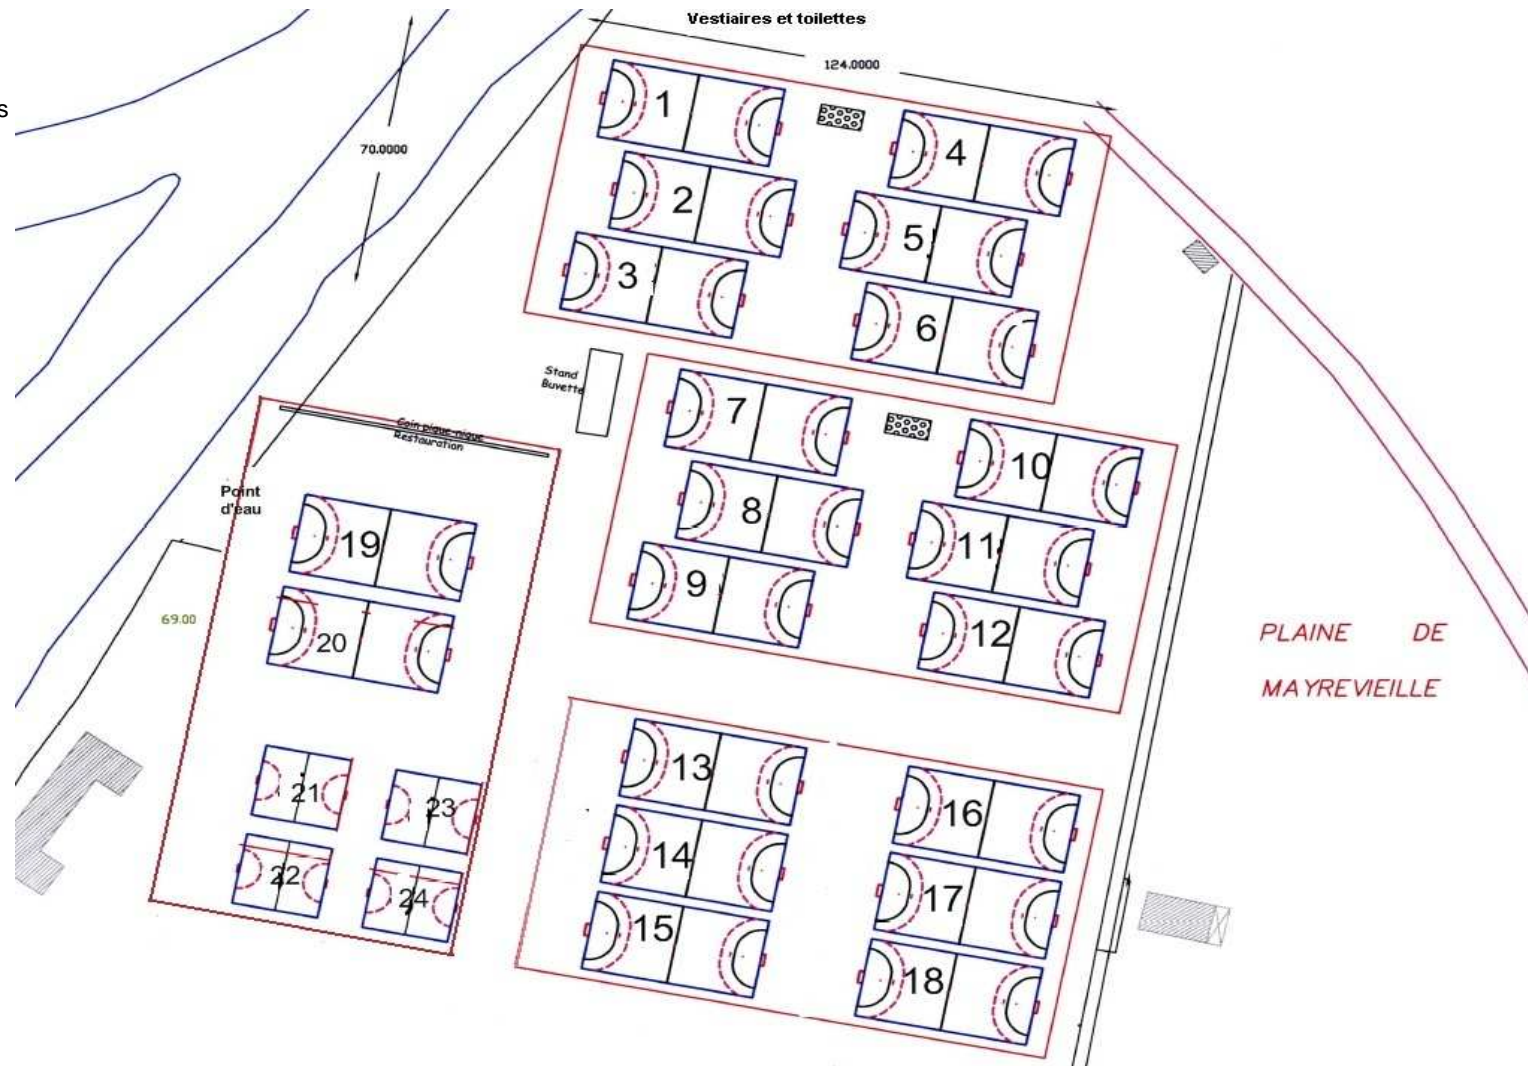 Vestiaires et toilettes
124.0000
s
70.0000
1
2
3
4
5
6
Stand
Buvette
7
8
9
10
11
12
Coin pique-nique
Restauration
Point
d'eau
19
20
69.00
21
22
23
24
13
14
15
16
17
18
PLAINE DE
MAYREVIEILLE